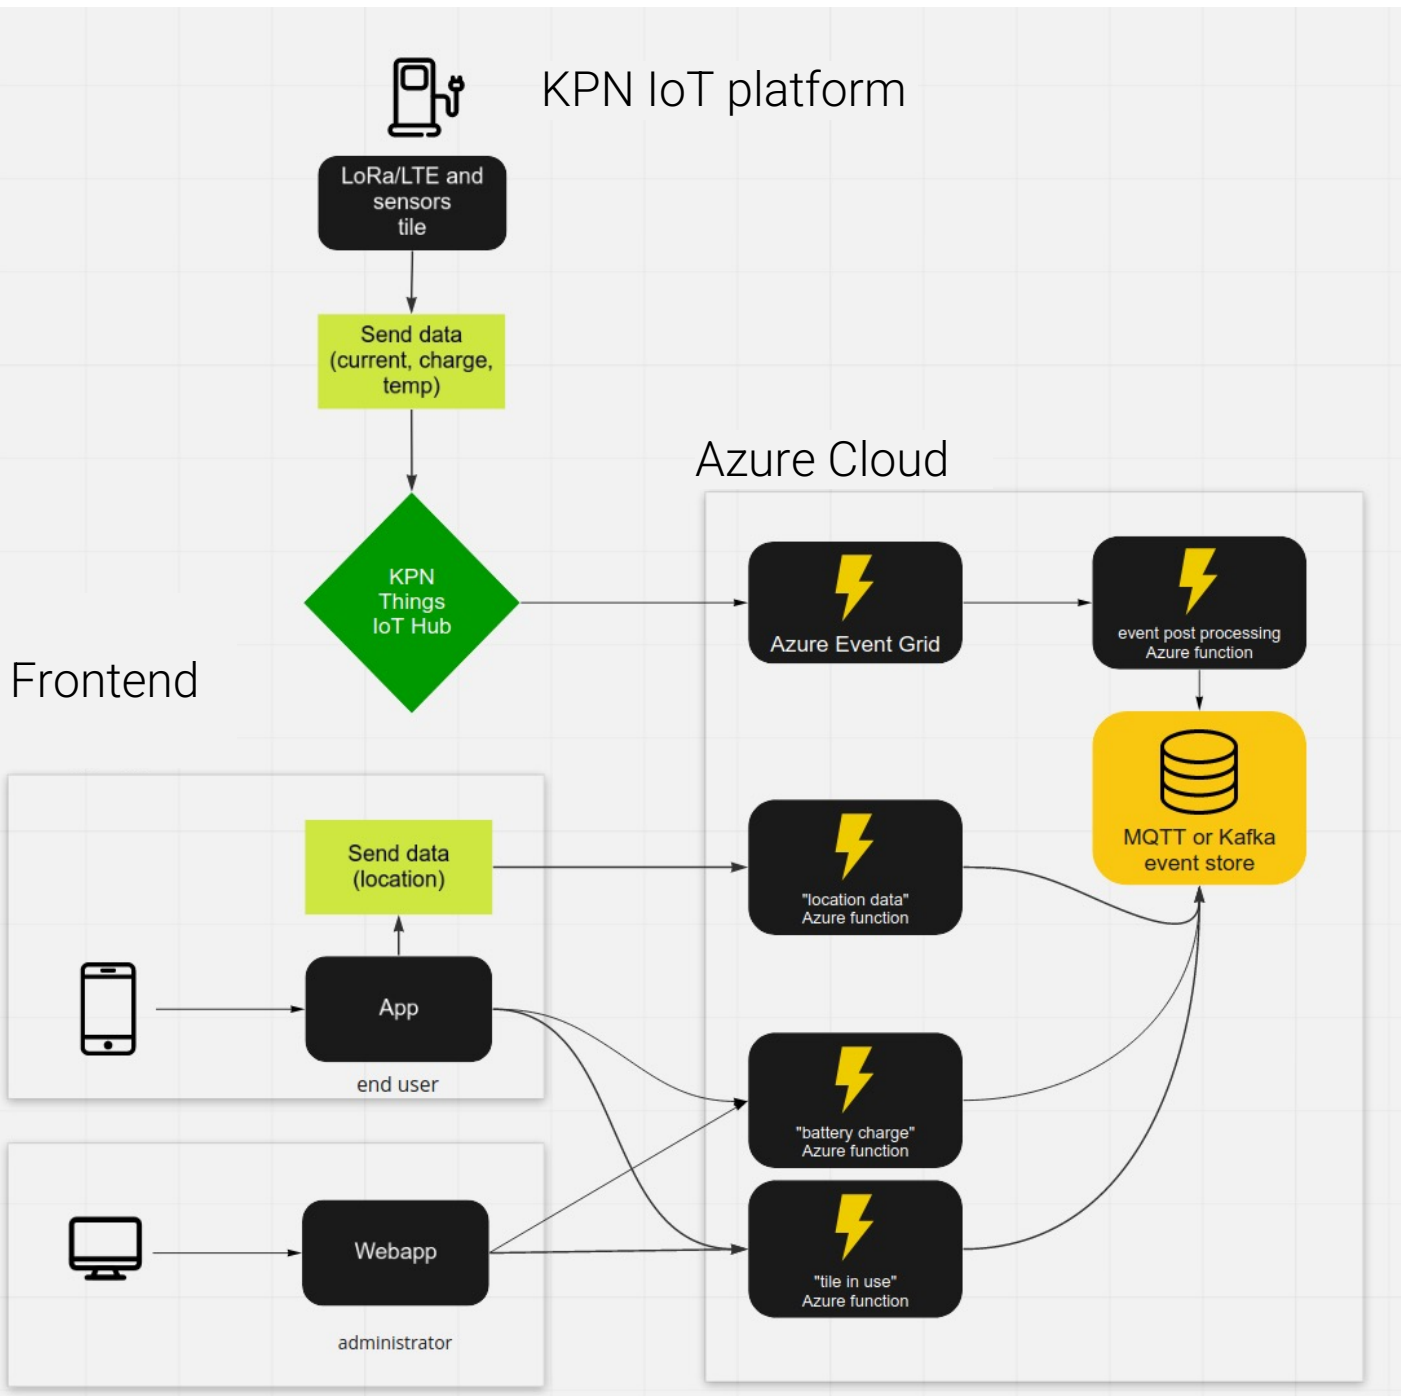 KPN IoT platform
LoRa/LTE and
sensors
tile
Send data
(current, charge,
temp)
Azure Cloud
KPN
Things
IoT Hub
Azure Event Grid
event post processing
Azure function
Frontend
MQTT or Kafka
event store
Send data
(location)
"location data"
Azure function
App
end user
"battery charge"
Azure function
Webapp
administrator
"tile in use"
Azure function